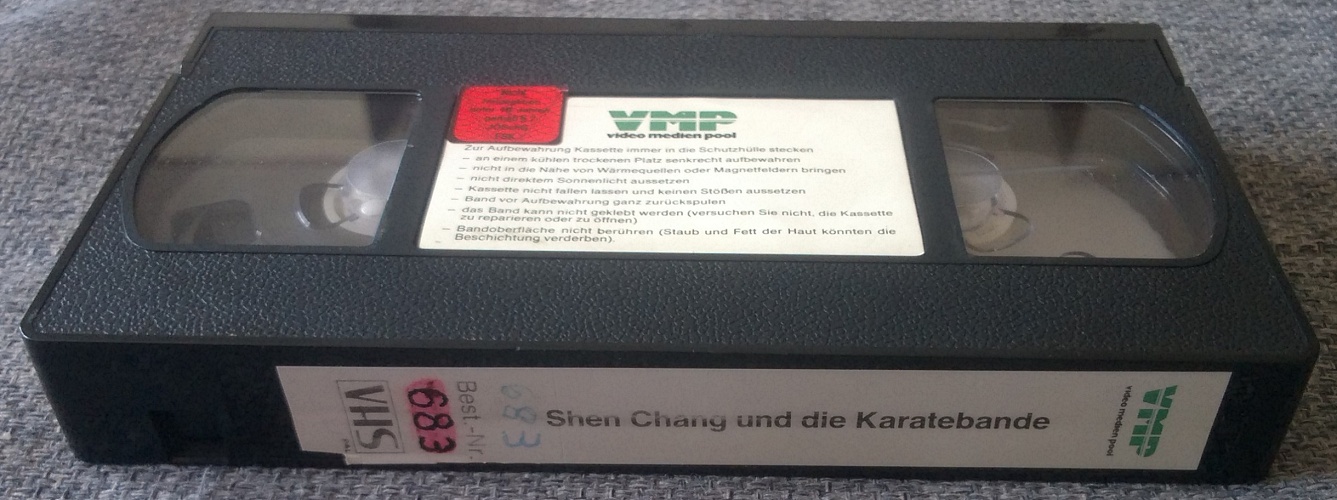 VMP
video medien pool
Zur Aufbewahrung Kassette immer in die Schutzhülle stecken
– an einem kühlen trockenen Platz senkrecht aufbewahren
– nicht in die Nähe von Wärmequellen oder Magnetfeldern bringen
– nicht direktem Sonnenlicht aussetzen
– Kassette nicht fallen lassen und keinen Stößen aussetzen
– Band vor Aufbewahrung ganz zurückspulen
– das Band kann nicht geklebt werden (versuchen Sie nicht, die Kassette
zu reparieren oder zu öffnen)
– Bandoberfläche nicht berühren (Staub und Fett der Haut könnten die
Beschichtung verderben).
VHS
683
Best.-Nr.
683
Shen Chang und die Karatebande
VMP
video medien pool